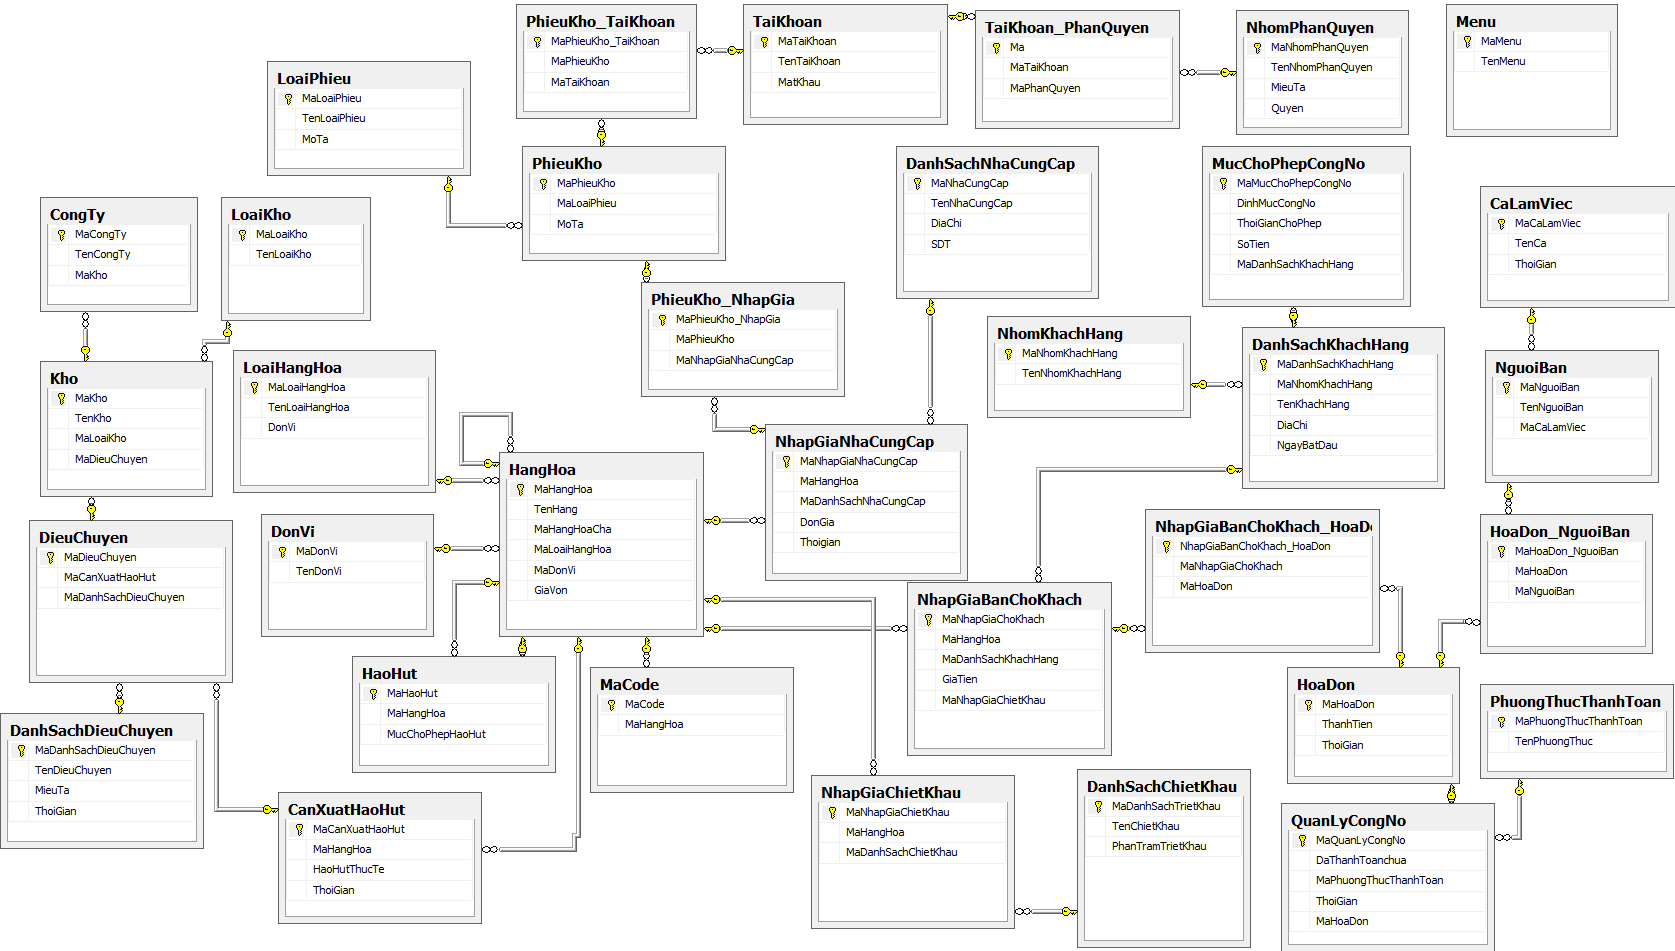 PhieuKho_TaiKhoan
MaPhieuKho_TaiKhoan
MaPhieuKho
MaTaiKhoan
TaiKhoan
MaTaiKhoan
TenTaiKhoan
MatKhau
TaiKhoan_PhanQuyen
Ma
MaTaiKhoan
MaPhanQuyen
NhomPhanQuyen
MaNhomPhanQuyen
TenNhomPhanQuyen
MieuTa
Quyen
Menu
MaMenu
TenMenu
LoaiPhieu
MaLoaiPhieu
TenLoaiPhieu
MoTa
PhieuKho
MaPhieuKho
MaLoaiPhieu
MoTa
DanhSachNhaCungCap
MaNhaCungCap
TenNhaCungCap
DiaChi
SDT
MucChoPhepCongNo
MaMucChoPhepCongNo
DinhMucCongNo
ThoiGianChoPhep
SoTien
MaDanhSachKhachHang
CaLamViec
MaCaLamViec
TenCa
ThoiGian
CongTy
MaCongTy
TenCongTy
MaKho
LoaiKho
MaLoaiKho
TenLoaiKho
PhieuKho_NhapGia
MaPhieuKho_NhapGia
MaPhieuKho
MaNhapGiaNhaCungCap
NhomKhachHang
MaNhomKhachHang
TenNhomKhachHang
DanhSachKhachHang
MaDanhSachKhachHang
MaNhomKhachHang
TenKhachHang
DiaChi
NgayBatDau
NguoiBan
MaNguoiBan
TenNguoiBan
MaCaLamViec
Kho
MaKho
TenKho
MaLoaiKho
MaDieuChuyen
LoaiHangHoa
MaLoaiHangHoa
TenLoaiHangHoa
DonVi
HangHoa
MaHangHoa
TenHang
MaHangHoaCha
MaLoaiHangHoa
MaDonVi
GiaVon
NhapGiaNhaCungCap
MaNhapGiaNhaCungCap
MaHangHoa
MaDanhSachNhaCungCap
DonGia
Thoigian
DieuChuyen
MaDieuChuyen
MaCanXuatHaoHut
MaDanhSachDieuChuyen
DonVi
MaDonVi
TenDonVi
NhapGiaBanChoKhach_HoaDo
NhapGiaBanChoKhach_HoaDon
MaNhapGiaChoKhach
MaHoaDon
HoaDon_NguoiBan
MaHoaDon_NguoiBan
MaHoaDon
MaNguoiBan
NhapGiaBanChoKhach
MaNhapGiaChoKhach
MaHangHoa
MaDanhSachKhachHang
GiaTien
MaNhapGiaChietKhau
HaoHut
MaHaoHut
MaHangHoa
MucChoPhepHaoHut
MaCode
MaCode
MaHangHoa
HoaDon
MaHoaDon
ThanhTien
ThoiGian
PhuongThucThanhToan
MaPhuongThucThanhToan
TenPhuongThuc
DanhSachDieuChuyen
MaDanhSachDieuChuyen
TenDieuChuyen
MieuTa
ThoiGian
CanXuatHaoHut
MaCanXuatHaoHut
MaHangHoa
HaoHutThucTe
ThoiGian
NhapGiaChietKhau
MaNhapGiaChietKhau
MaHangHoa
MaDanhSachChietKhau
DanhSachChietKhau
MaDanhSachTrietKhau
TenChietKhau
PhanTramTrietKhau
QuanLyCongNo
MaQuanLyCongNo
DaThanhToanchua
MaPhuongThucThanhToan
ThoiGian
MaHoaDon